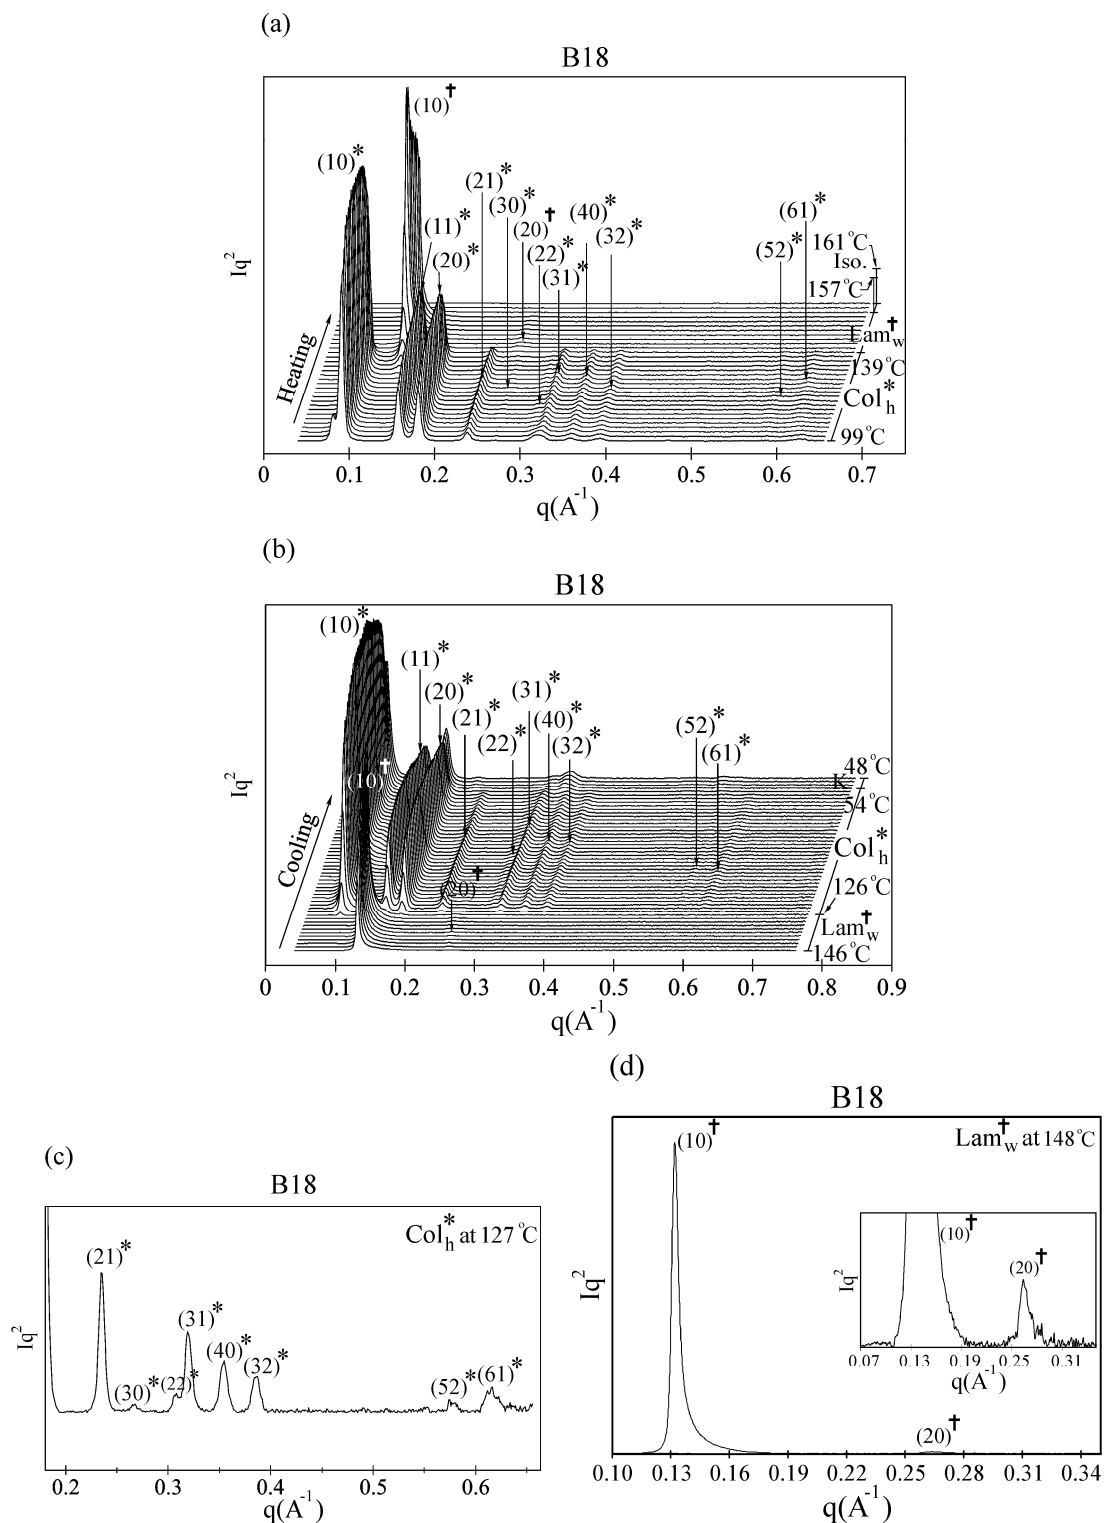 (a)
B18
(10)†
(10)*
(21)*
(30)*
(40)*
(61)*
(11)*
(20)†
(32)*
(52)*
161°C
(20)*
(22)*
Iso.
(31)*
157°C
Iq²
Lam†w
Heating
139°C
Col*h
99°C
0 0.1 0.2 0.3 0.4 0.5 0.6 0.7
q(A⁻¹)
(b)
B18
(10)*
(11)*
(20)*
(31)*
(21)*
(40)*
(52)*
(22)*
(32)*
(61)*
(10)†
48°C
K
Iq²
54°C
Cooling
Col*h
(20)†
126°C
Lam†w
146°C
0 0.1 0.2 0.3 0.4 0.5 0.6 0.7 0.8 0.9
q(A⁻¹)
(c)
B18
Col*h at 127°C
(21)*
(31)*
(40)*
(32)*
(30)*
(22)*
(52)*
(61)*
Iq²
0.2 0.3 0.4 0.5 0.6
q(A⁻¹)
(d)
B18
(10)†
Lam†w at 148°C
(10)†
(20)†
Iq²
0.07 0.13 0.19 0.25 0.31
q(A⁻¹)
(20)†
Iq²
0.10 0.13 0.16 0.19 0.22 0.25 0.28 0.31 0.34
q(A⁻¹)